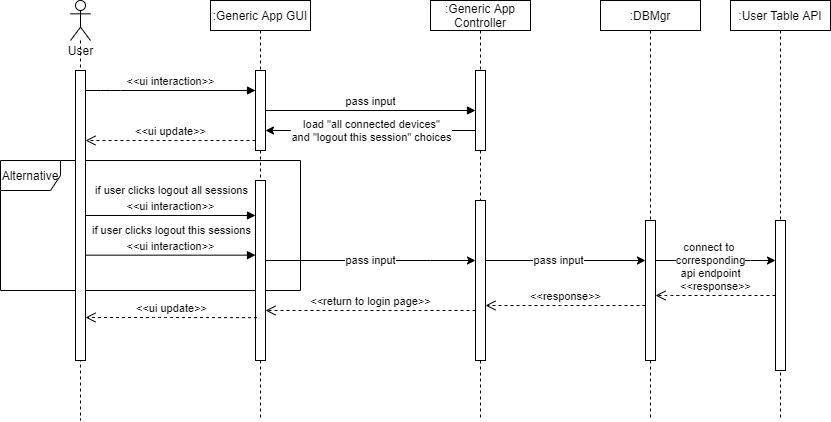 :Generic App GUI
:Generic App
Controller
:DBMgr
:User Table API
User
<<ui interaction>>
pass input
load "all connected devices"
and "logout this session" choices
<<ui update>>
Alternative
if user clicks logout all sessions
<<ui interaction>>
if user clicks logout this sessions
<<ui interaction>>
pass input
pass input
connect to
corresponding
api endpoint
<<response>>
<<response>>
<<return to login page>>
<<ui update>>